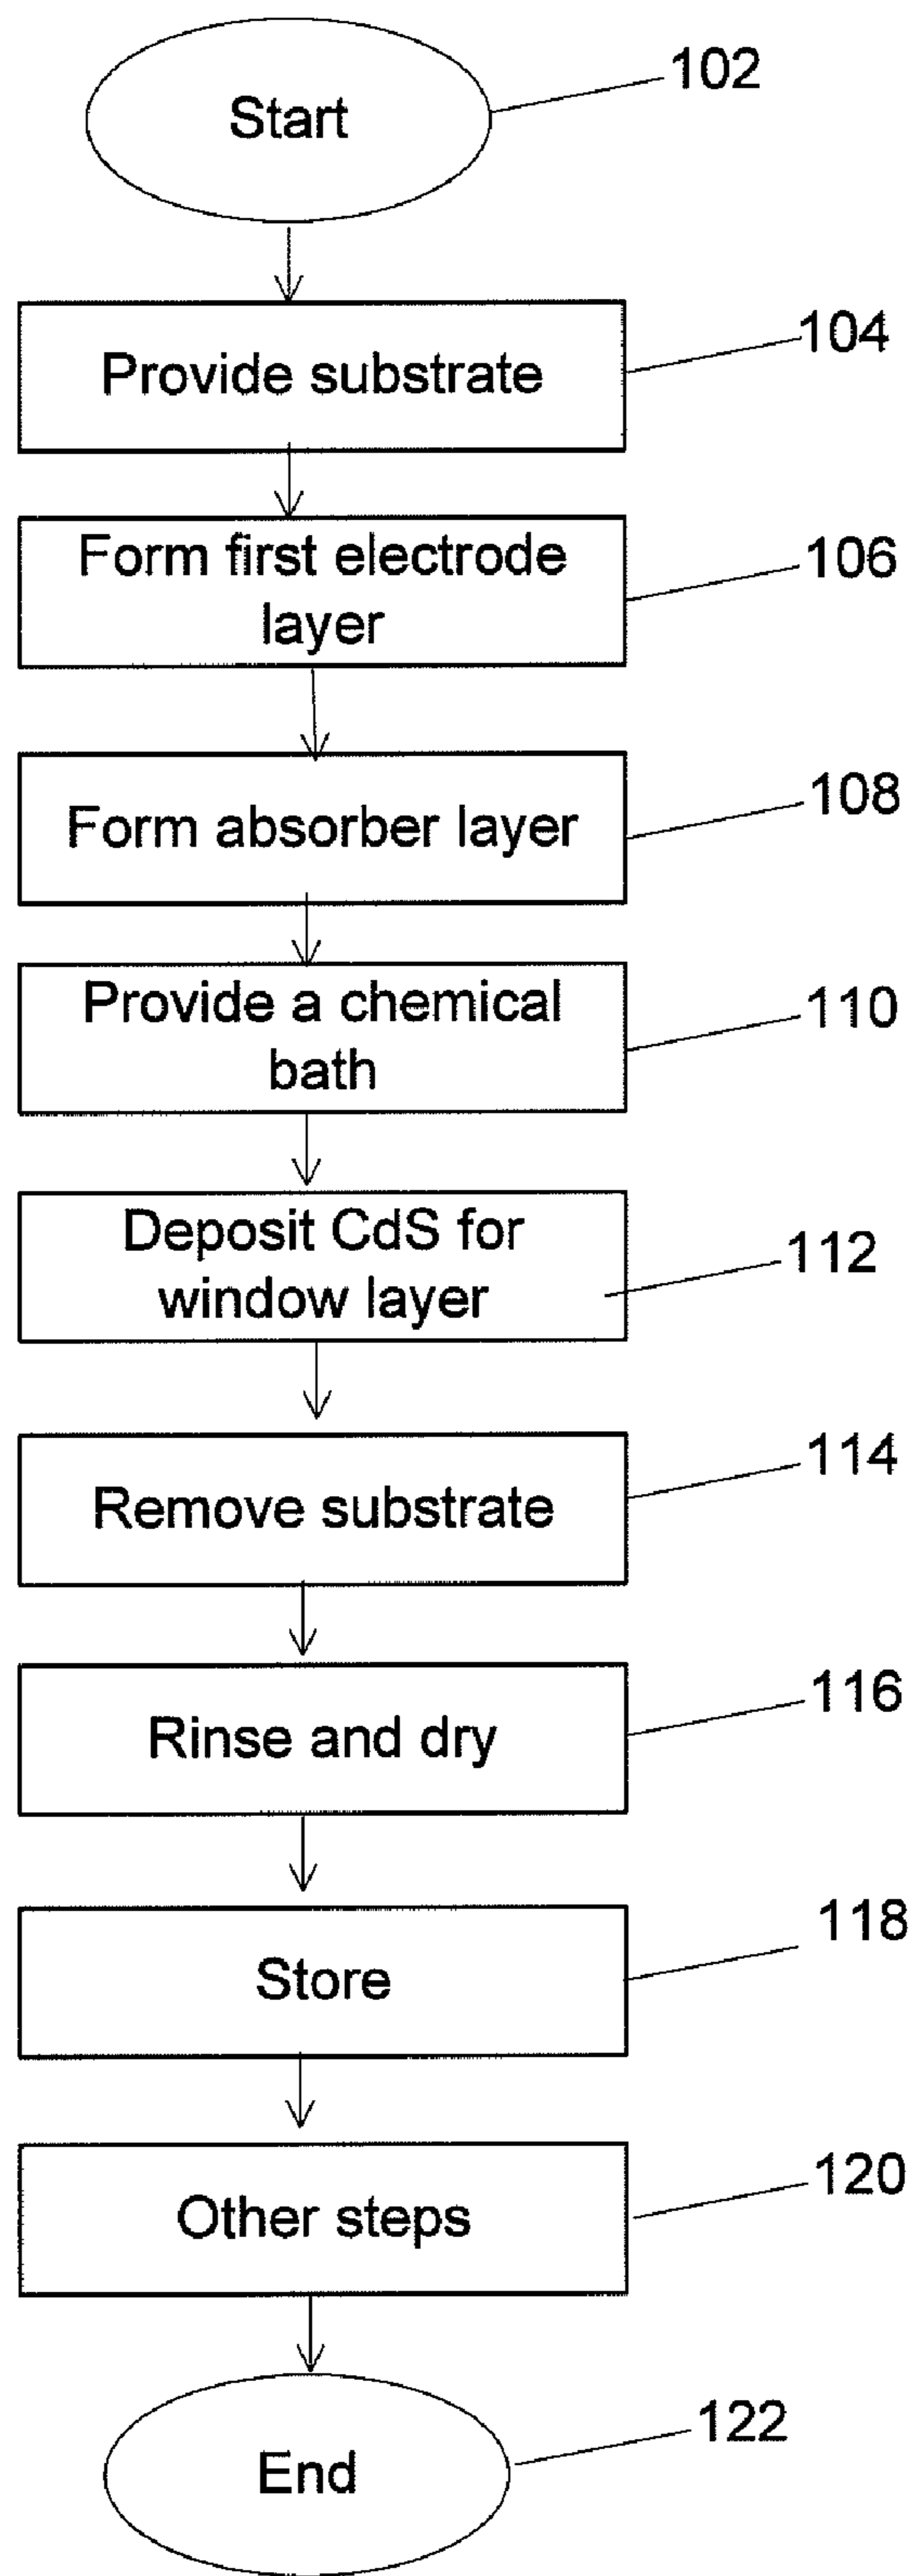 Start
102
Provide substrate
104
Form first electrode
layer
106
Form absorber layer
108
Provide a chemical
bath
110
Deposit CdS for
window layer
112
Remove substrate
114
Rinse and dry
116
Store
118
Other steps
120
End
122